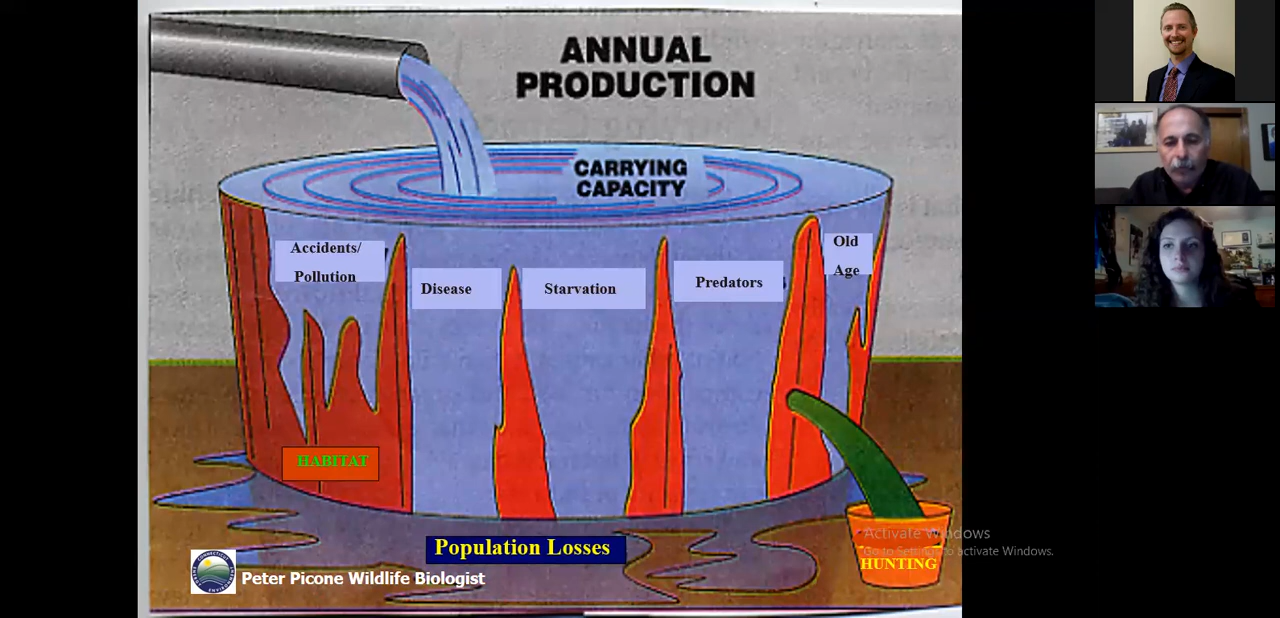 ANNUAL
PRODUCTION
CARRYING
CAPACITY
Accidents/
Pollution
Disease
Starvation
Predators
Old
Age
HABITAT
Population Losses
HUNTING
Peter Picone Wildlife Biologist
Activate Windows
Go to Settings to activate Windows.